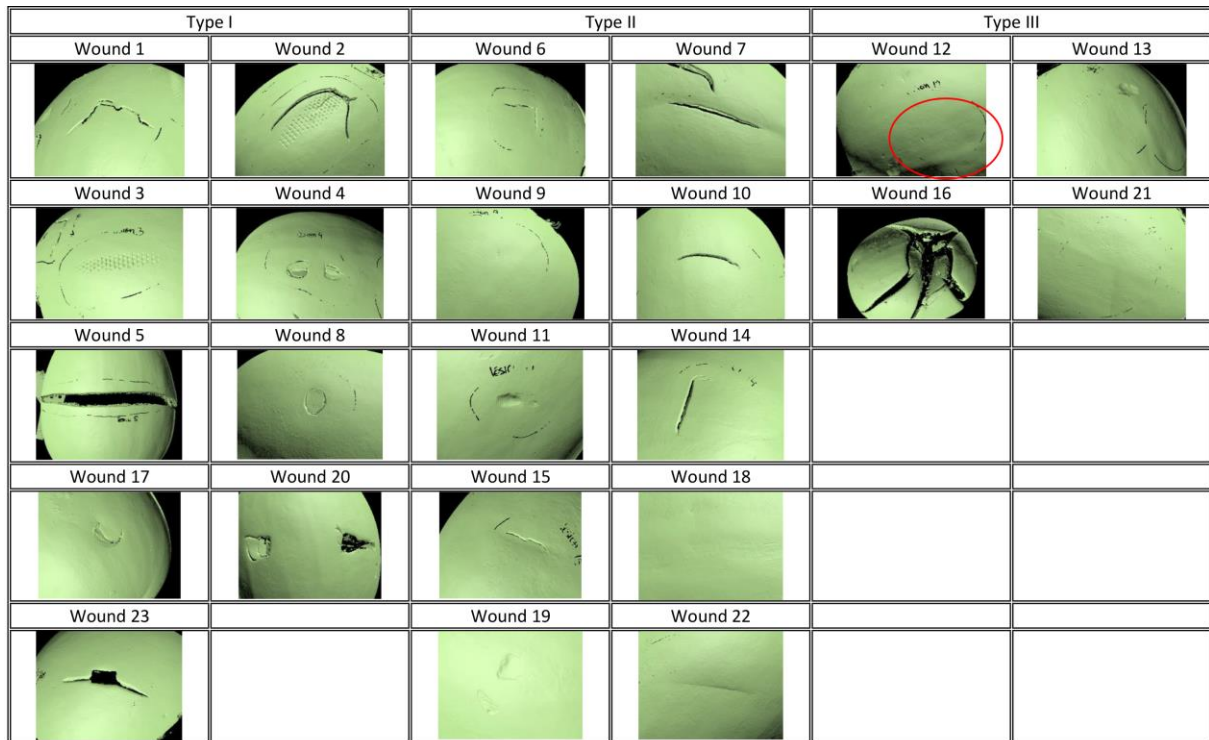 Type I Type II Type III
Wound 1 Wound 2 Wound 6 Wound 7 Wound 12 Wound 13
Wound 3 Wound 4 Wound 9 Wound 10 Wound 16 Wound 21
Wound 5 Wound 8 Wound 11 Wound 14
Wound 17 Wound 20 Wound 15 Wound 18
Wound 23 Wound 19 Wound 22